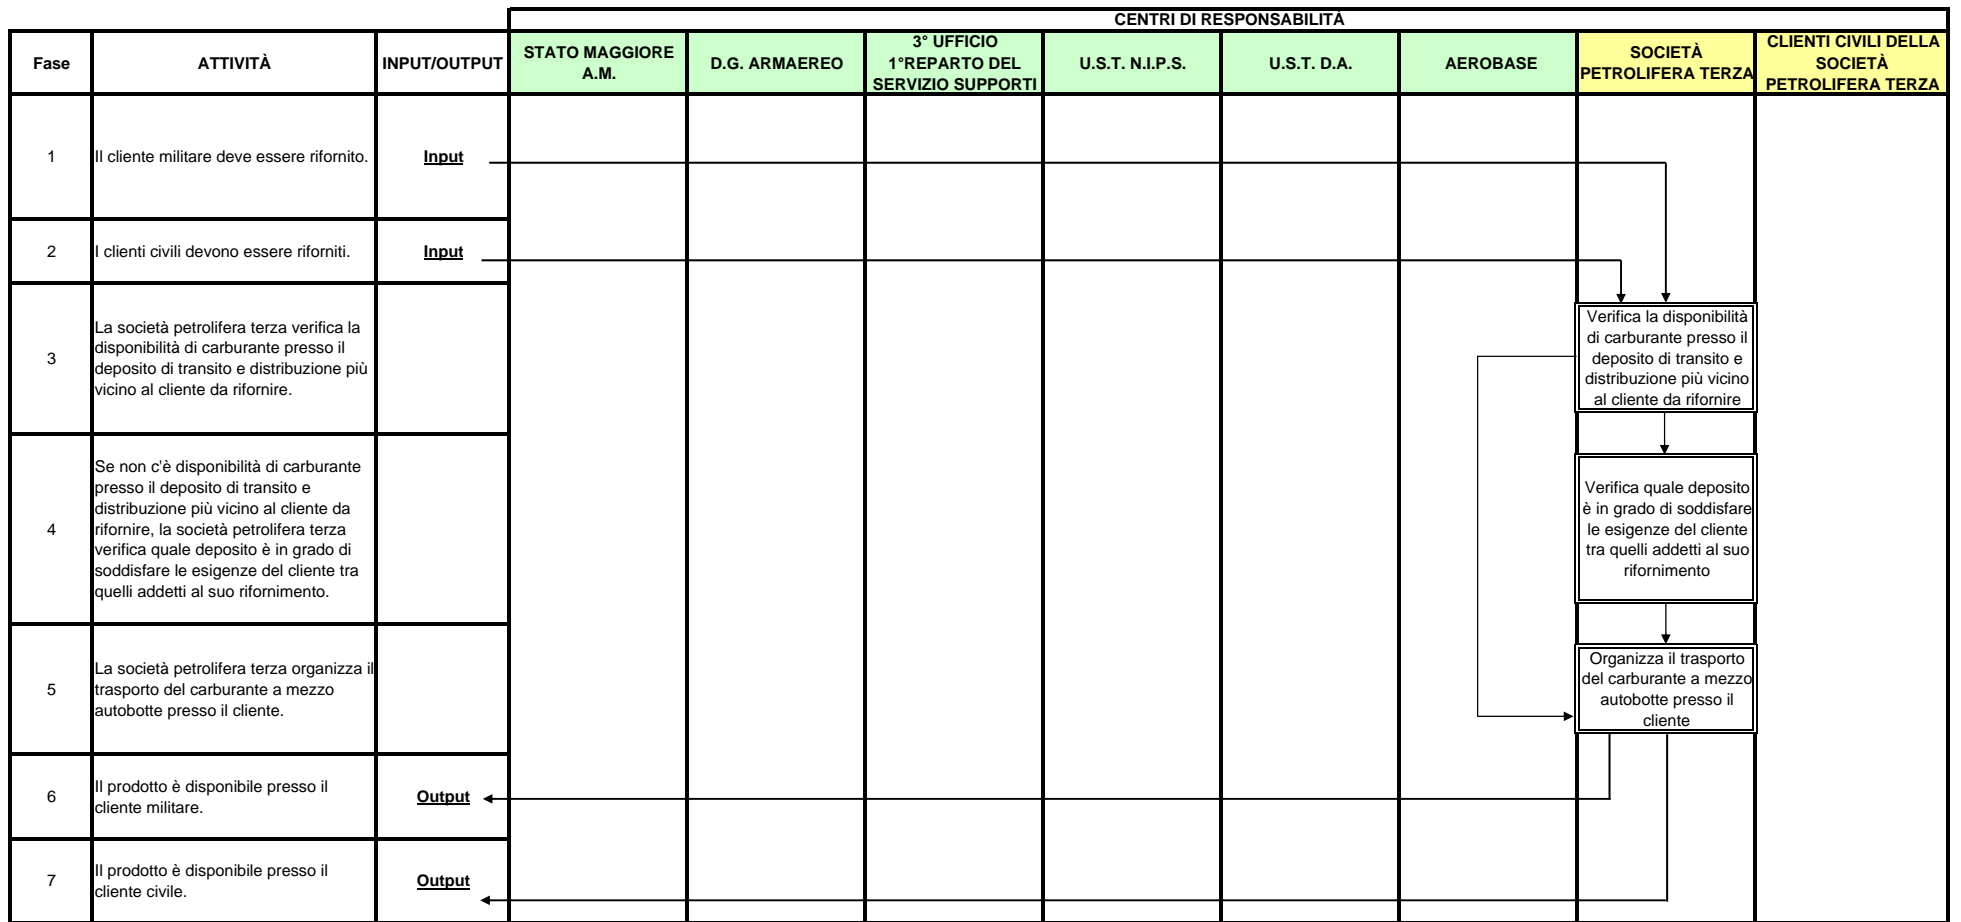 CENTRI DI RESPONSABILITÀ
Fase
ATTIVITÀ
INPUT/OUTPUT
STATO MAGGIORE
A.M.
D.G. ARMAEREO
3° UFFICIO
1°REPARTO DEL
SERVIZIO SUPPORTI
U.S.T. N.I.P.S.
U.S.T. D.A.
AEROBASE
SOCIETÀ
PETROLIFERA TERZA
CLIENTI CIVILI DELLA
SOCIETÀ
PETROLIFERA TERZA
1
Il cliente militare deve essere rifornito.
Input
2
I clienti civili devono essere riforniti.
Input
3
La società petrolifera terza verifica la
disponibilità di carburante presso il
deposito di transito e distribuzione più
vicino al cliente da rifornire.
Verifica la disponibilità
di carburante presso il
deposito di transito e
distribuzione più vicino
al cliente da rifornire
4
Se non c'è disponibilità di carburante
presso il deposito di transito e
distribuzione più vicino al cliente da
rifornire, la società petrolifera terza
verifica quale deposito è in grado di
soddisfare le esigenze del cliente tra
quelli addetti al suo rifornimento.
Verifica quale deposito
è in grado di soddisfare
le esigenze del cliente
tra quelli addetti al suo
rifornimento
5
La società petrolifera terza organizza il
trasporto del carburante a mezzo
autobotte presso il cliente.
Organizza il trasporto
del carburante a mezzo
autobotte presso il
cliente
6
Il prodotto è disponibile presso il
cliente militare.
Output
7
Il prodotto è disponibile presso il
cliente civile.
Output